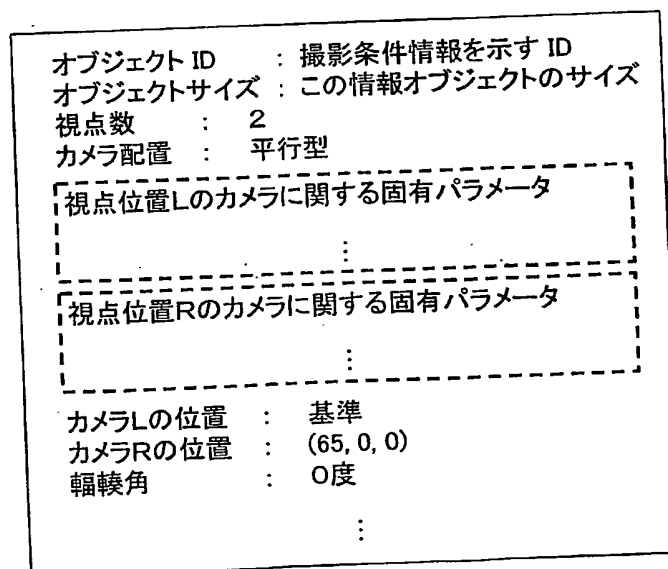 オブジェクト ID : 撮影条件情報を示す ID
オブジェクトサイズ : この情報オブジェクトのサイズ
視点数 : 2
カメラ配置 : 平行型
視点位置Lのカメラに関する固有パラメータ
⋮
視点位置Rのカメラに関する固有パラメータ
⋮
カメラLの位置 : 基準
カメラRの位置 : (65, 0, 0)
輻輳角 : 0度
⋮